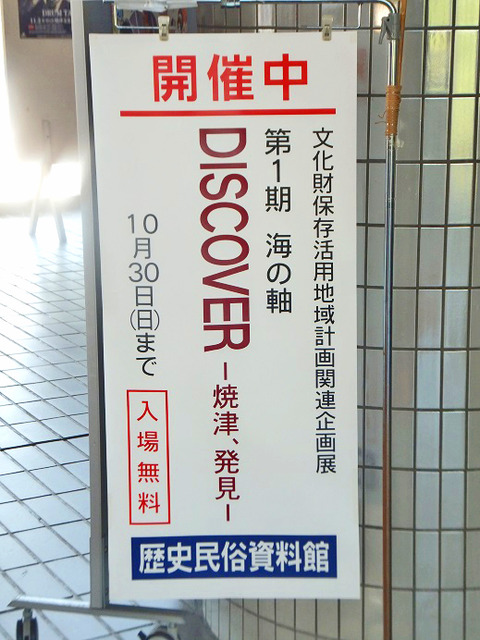 開催中
文化財保存活用地域計画関連企画展
第1期 海の軸
DISCOVER
ー焼津、発見ー
10月30日(日)まで
入場無料
歴史民俗資料館